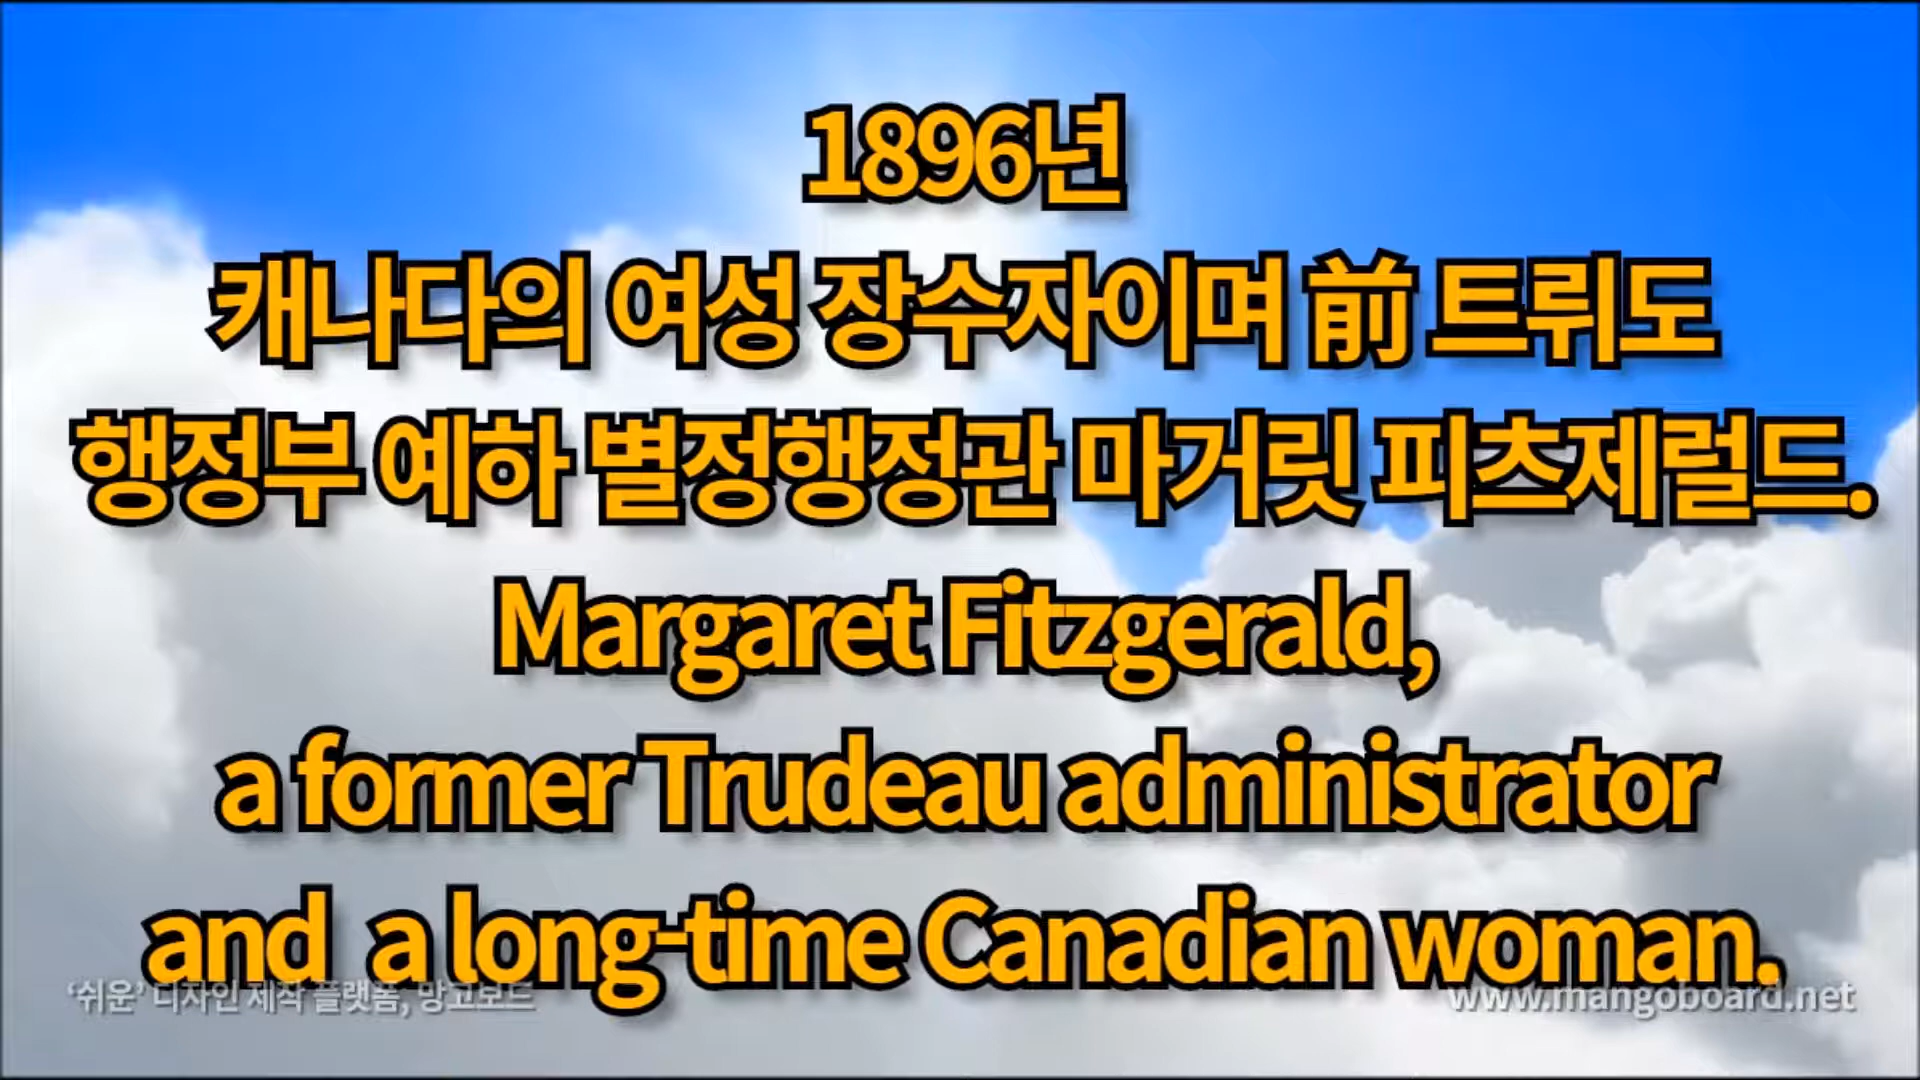 1896년
캐나다의 여성 장수자이며 前 트뤼도
행정부 예하 별정행정관 마거릿 피츠제럴드.
Margaret Fitzgerald,
a former Trudeau administrator
and a long-time Canadian woman.
‘쉬운’ 디자인 제작 플랫폼, 망고보드
www.mangoboard.net